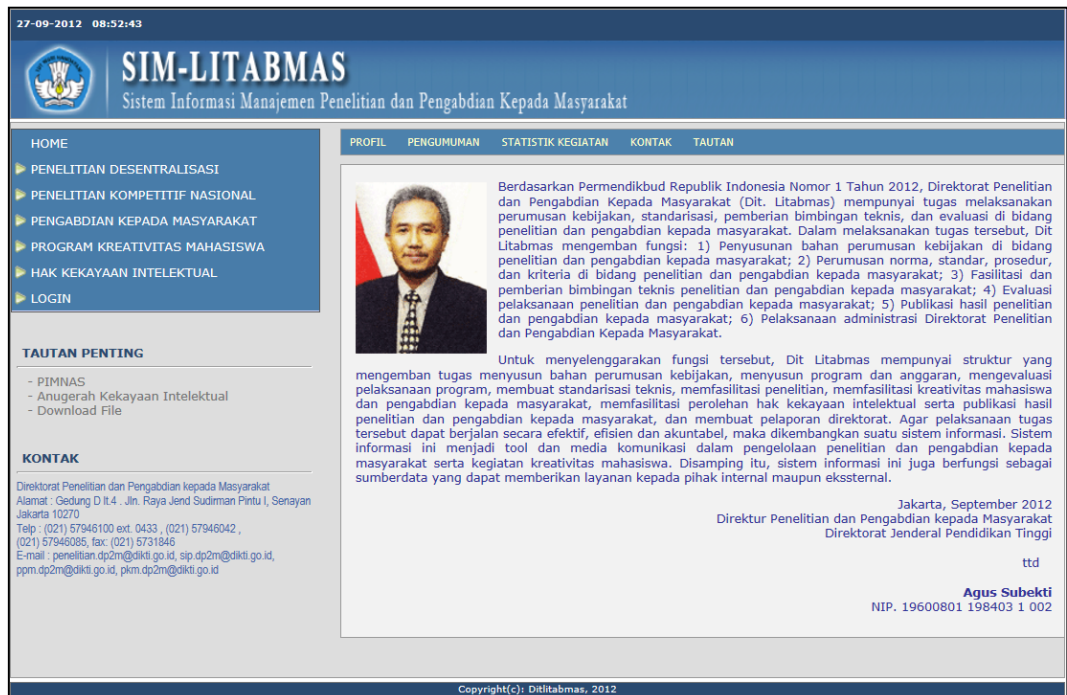 27-09-2012 08:52:43
SIM-LITABMAS
Sistem Informasi Manajemen Penelitian dan Pengabdian Kepada Masyarakat
HOME
PENELITIAN DESENTRALISASI
PENELITIAN KOMPETITIF NASIONAL
PENGABDIAN KEPADA MASYARAKAT
PROGRAM KREATIVITAS MAHASISWA
HAK KEKAYAAN INTELEKTUAL
LOGIN
TAUTAN PENTING
- PIMNAS
- Anugerah Kekayaan Intelektual
- Download File
KONTAK
Direktorat Penelitian dan Pengabdian kepada Masyarakat
Alamat : Gedung D lt.4 . Jln. Raya Jend Sudirman Pintu I, Senayan
Jakarta 10270
Telp : (021) 57946100 ext. 0433 , (021) 57946042 ,
(021) 57946085, fax: (021) 5731846
E-mail : penelitian.dp2m@dikti.go.id, sip.dp2m@dikti.go.id,
ppm.dp2m@dikti.go.id, pkm.dp2m@dikti.go.id
PROFIL PENGUMUMAN STATISTIK KEGIATAN KONTAK TAUTAN
Berdasarkan Permendikbud Republik Indonesia Nomor 1 Tahun 2012, Direktorat Penelitian
dan Pengabdian Kepada Masyarakat (Dit. Litabmas) mempunyai tugas melaksanakan
perumusan kebijakan, standarisasi, pemberian bimbingan teknis, dan evaluasi di bidang
penelitian dan pengabdian kepada masyarakat. Dalam melaksanakan tugas tersebut, Dit
Litabmas mengemban fungsi: 1) Penyusunan bahan perumusan kebijakan di bidang
penelitian dan pengabdian kepada masyarakat; 2) Perumusan norma, standar, prosedur,
dan kriteria di bidang penelitian dan pengabdian kepada masyarakat; 3) Fasilitasi dan
pemberian bimbingan teknis penelitian dan pengabdian kepada masyarakat; 4) Evaluasi
pelaksanaan penelitian dan pengabdian kepada masyarakat; 5) Publikasi hasil penelitian
dan pengabdian kepada masyarakat; 6) Pelaksanaan administrasi Direktorat Penelitian
dan Pengabdian Kepada Masyarakat.
Untuk menyelenggarakan fungsi tersebut, Dit Litabmas mempunyai struktur yang
mengemban tugas menyusun bahan perumusan kebijakan, menyusun program dan anggaran, mengevaluasi
pelaksanaan program, membuat standarisasi teknis, memfasilitasi penelitian, memfasilitasi kreativitas mahasiswa
dan pengabdian kepada masyarakat, memfasilitasi perolehan hak kekayaan intelektual serta publikasi hasil
penelitian dan pengabdian kepada masyarakat, dan membuat pelaporan direktorat. Agar pelaksanaan tugas
tersebut dapat berjalan secara efektif, efisien dan akuntabel, maka dikembangkan suatu sistem informasi. Sistem
informasi ini menjadi tool dan media komunikasi dalam pengelolaan penelitian dan pengabdian kepada
masyarakat serta kegiatan kreativitas mahasiswa. Disamping itu, sistem informasi ini juga berfungsi sebagai
sumberdata yang dapat memberikan layanan kepada pihak internal maupun eksternal.
Jakarta, September 2012
Direktur Penelitian dan Pengabdian kepada Masyarakat
Direktorat Jenderal Pendidikan Tinggi
ttd
Agus Subekti
NIP. 19600801 198403 1 002
Copyright(c): Ditlitabmas, 2012